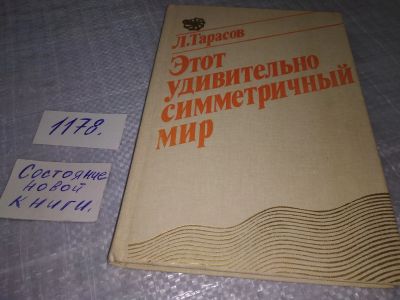 Л.Тарасов
Этот
удивительно
симметричный
мир
1178.
Состояние
новой
книги.